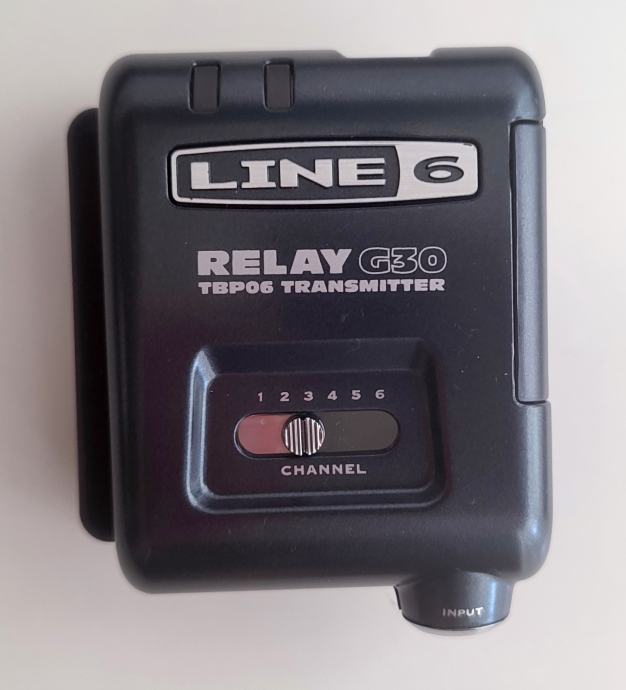 LINE 6
RELAY G30
TBP06 TRANSMITTER
1 2 3 4 5 6
CHANNEL
INPUT